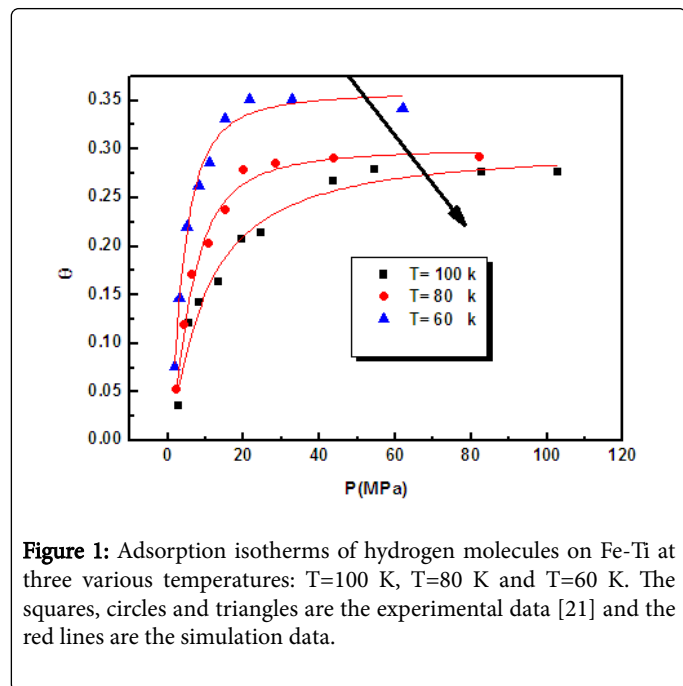 0.35
0.30
0.25
0.20
0.15
0.10
0.05
0.00
θ
0 20 40 60 80 100 120
P(MPa)
T= 100 k
T= 80 k
T= 60 k
Figure 1: Adsorption isotherms of hydrogen molecules on Fe-Ti at
three various temperatures: T=100 K, T=80 K and T=60 K. The
squares, circles and triangles are the experimental data [21] and the
red lines are the simulation data.